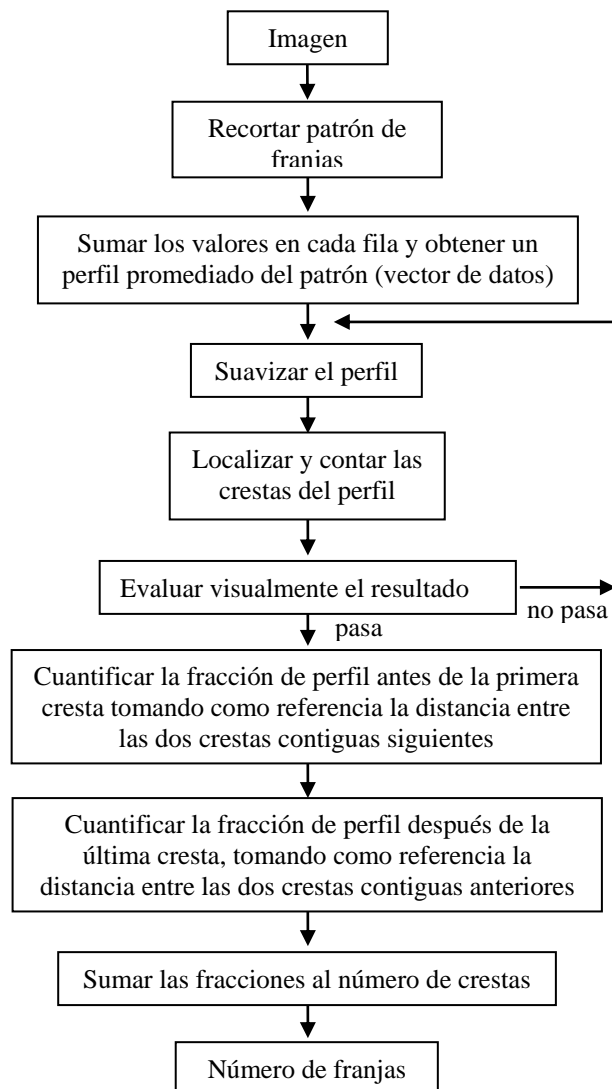 Imagen
Recortar patrón de
franjas
Sumar los valores en cada fila y obtener un
perfil promediado del patrón (vector de datos)
Suavizar el perfil
Localizar y contar las
crestas del perfil
Evaluar visualmente el resultado
no pasa
pasa
Cuantificar la fracción de perfil antes de la primera
cresta tomando como referencia la distancia entre
las dos crestas contiguas siguientes
Cuantificar la fracción de perfil después de la
última cresta, tomando como referencia la
distancia entre las dos crestas contiguas anteriores
Sumar las fracciones al número de crestas
Número de franjas